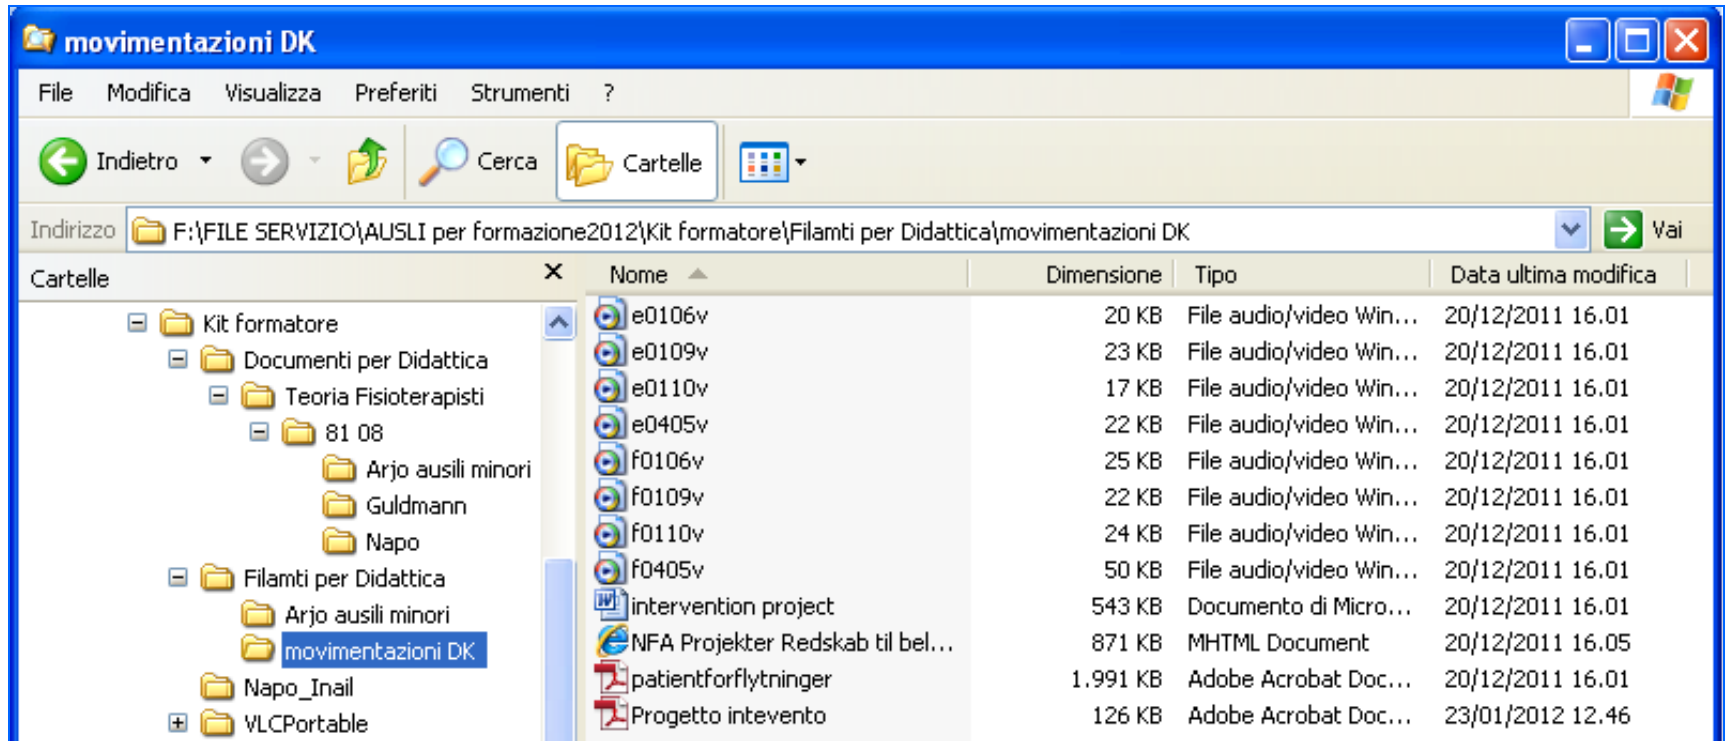 movimentazioni DK
File Modifica Visualizza Preferiti Strumenti ?
Indietro Cerca Cartelle
Indirizzo F:\FILE SERVIZIO\AUSLI per formazione2012\Kit formatore\Filamti per Didattica\movimentazioni DK Vai
Cartelle
Kit formatore
Documenti per Didattica
Teoria Fisioterapisti
81 08
Arjo ausili minori
Guldmann
Napo
Filamti per Didattica
Arjo ausili minori
movimentazioni DK
Napo_Inail
VLCPortable
Nome Dimensione Tipo Data ultima modifica
e0106v 20 KB File audio/video Win... 20/12/2011 16.01
e0109v 23 KB File audio/video Win... 20/12/2011 16.01
e0110v 17 KB File audio/video Win... 20/12/2011 16.01
e0405v 22 KB File audio/video Win... 20/12/2011 16.01
f0106v 25 KB File audio/video Win... 20/12/2011 16.01
f0109v 22 KB File audio/video Win... 20/12/2011 16.01
f0110v 24 KB File audio/video Win... 20/12/2011 16.01
f0405v 50 KB File audio/video Win... 20/12/2011 16.01
intervention project 543 KB Documento di Micro... 20/12/2011 16.01
NFA Projekter Redskab til bel... 871 KB MHTML Document 20/12/2011 16.05
patientforflytninger 1.991 KB Adobe Acrobat Doc... 20/12/2011 16.01
Progetto intevento 126 KB Adobe Acrobat Doc... 23/01/2012 12.46